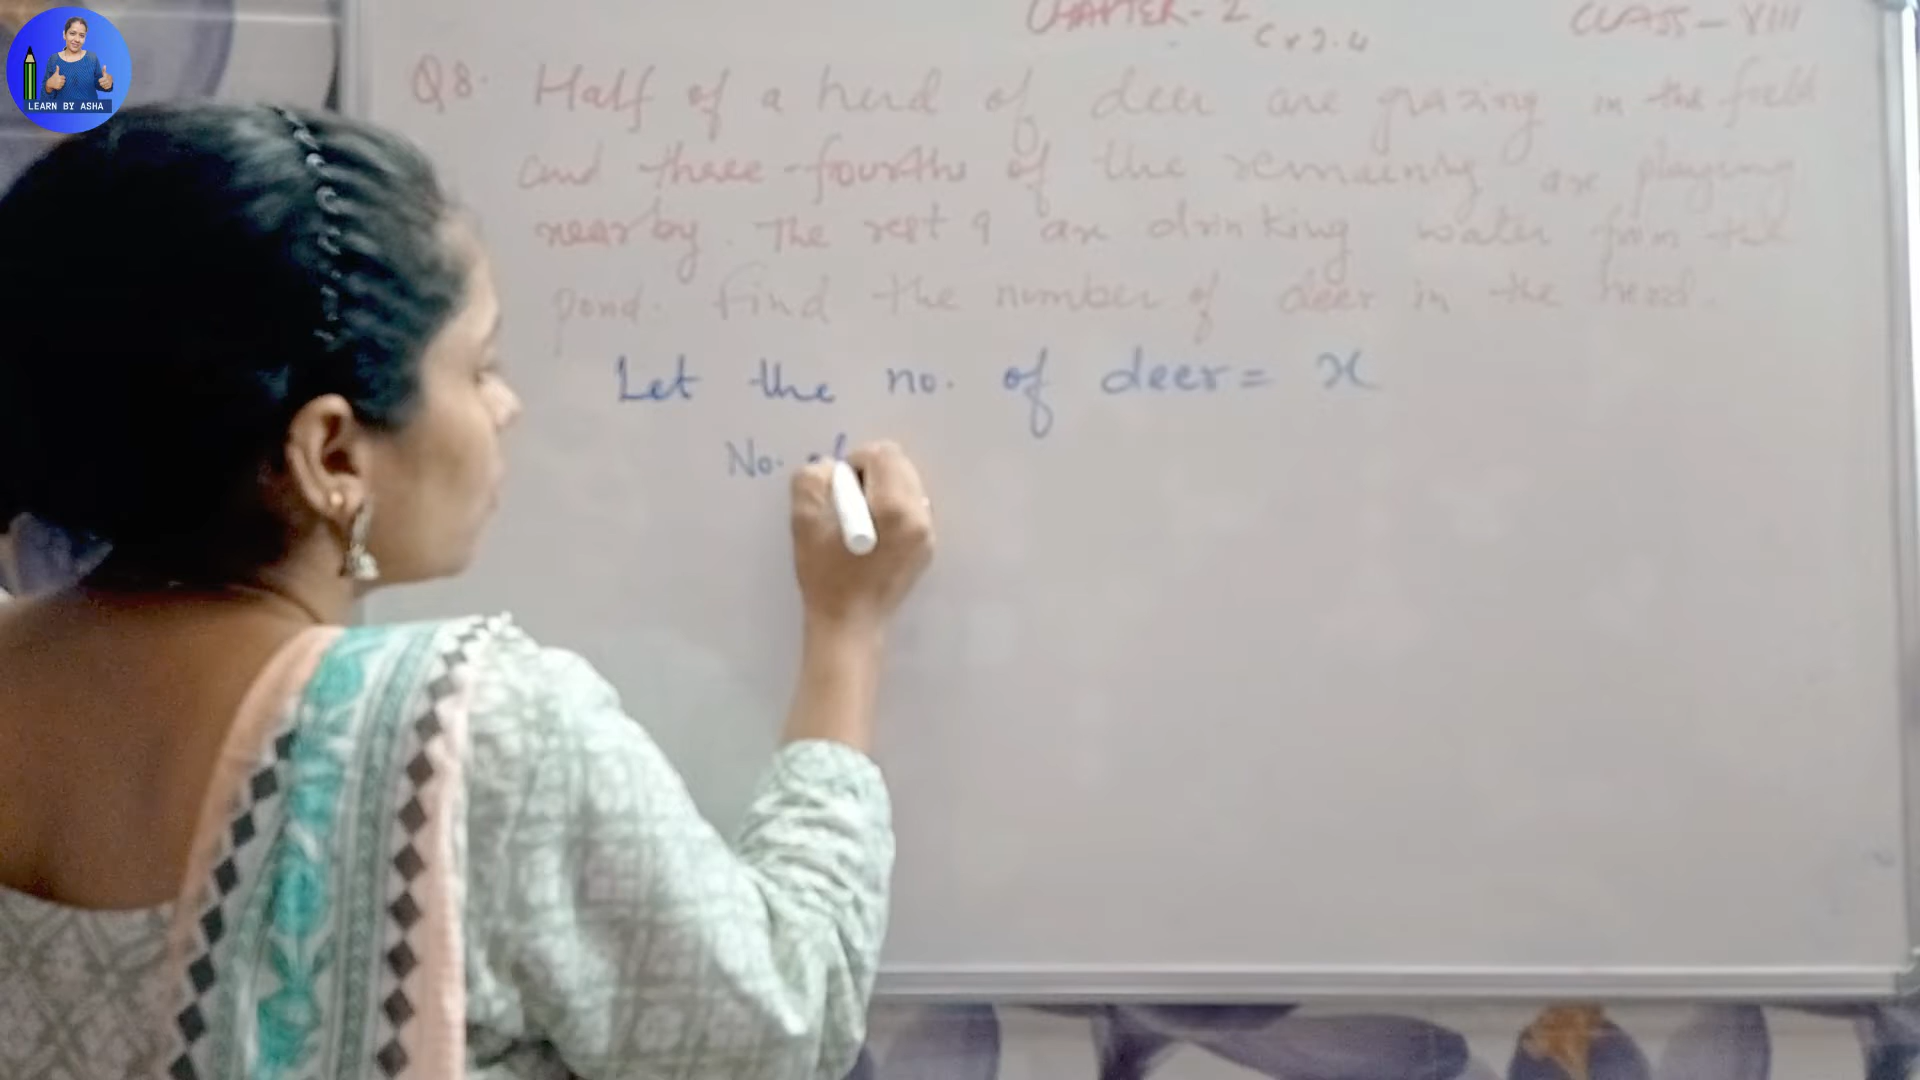 LEARN BY ASHA
CHAPTER-2
Ex 2.4
CLASS-VIII
Q8. Half of a herd of deer are grazing in the field
and three-fourths of the remaining are playing
nearby. The rest 9 are drinking water from the
pond. Find the number of deer in the herd.
Let the no. of deer = x
No. of